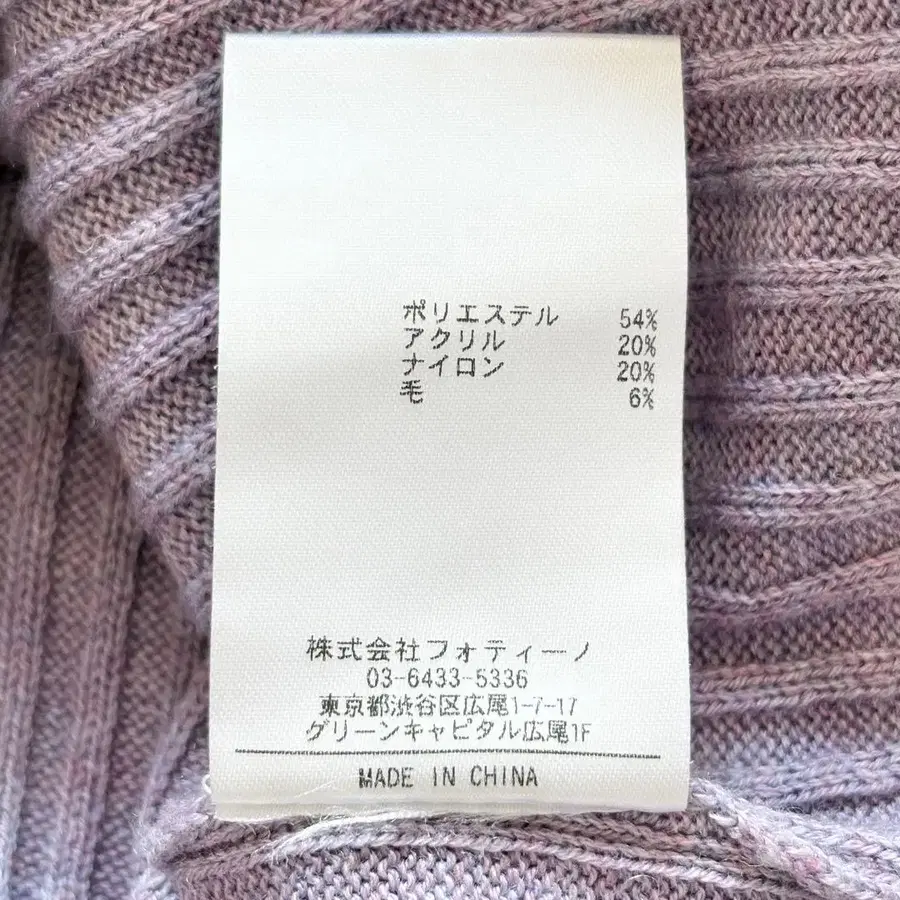 ポリエステル 54%
アクリル 20%
ナイロン 20%
毛 6%
株式会社フォティーノ
03-6433-5336
東京都渋谷区広尾1-7-17
グリーンキャピタル広尾1F
MADE IN CHINA